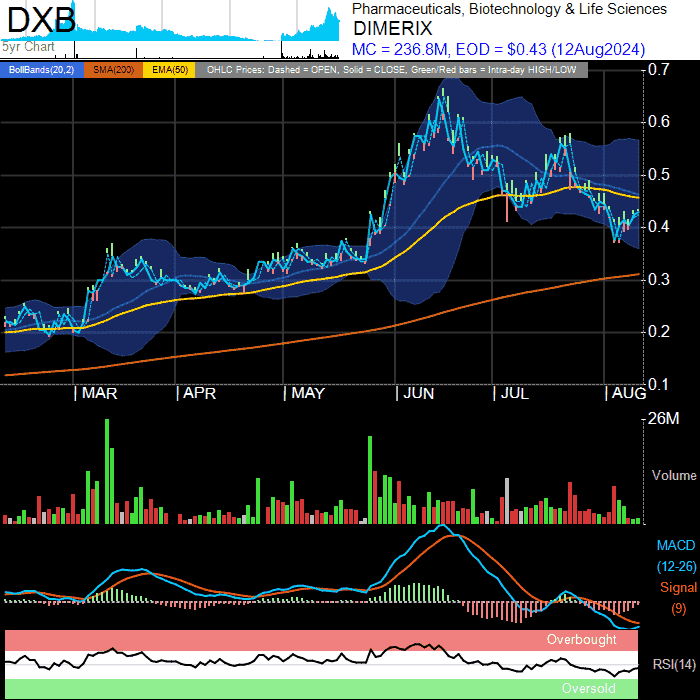 DXB
5yr Chart
Pharmaceuticals, Biotechnology & Life Sciences
DIMERIX
MC = 236.8M, EOD = $0.43 (12Aug2024)
BollBands(20,2) SMA(200) EMA(50) OHLC Prices: Dashed = OPEN, Solid = CLOSE, Green/Red bars = Intra-day HIGH/LOW
0.7
0.6
0.5
0.4
0.3
0.2
0.1
MAR APR MAY JUN JUL AUG
26M
Volume
MACD
(12-26)
Signal
(9)
Overbought
RSI(14)
Oversold